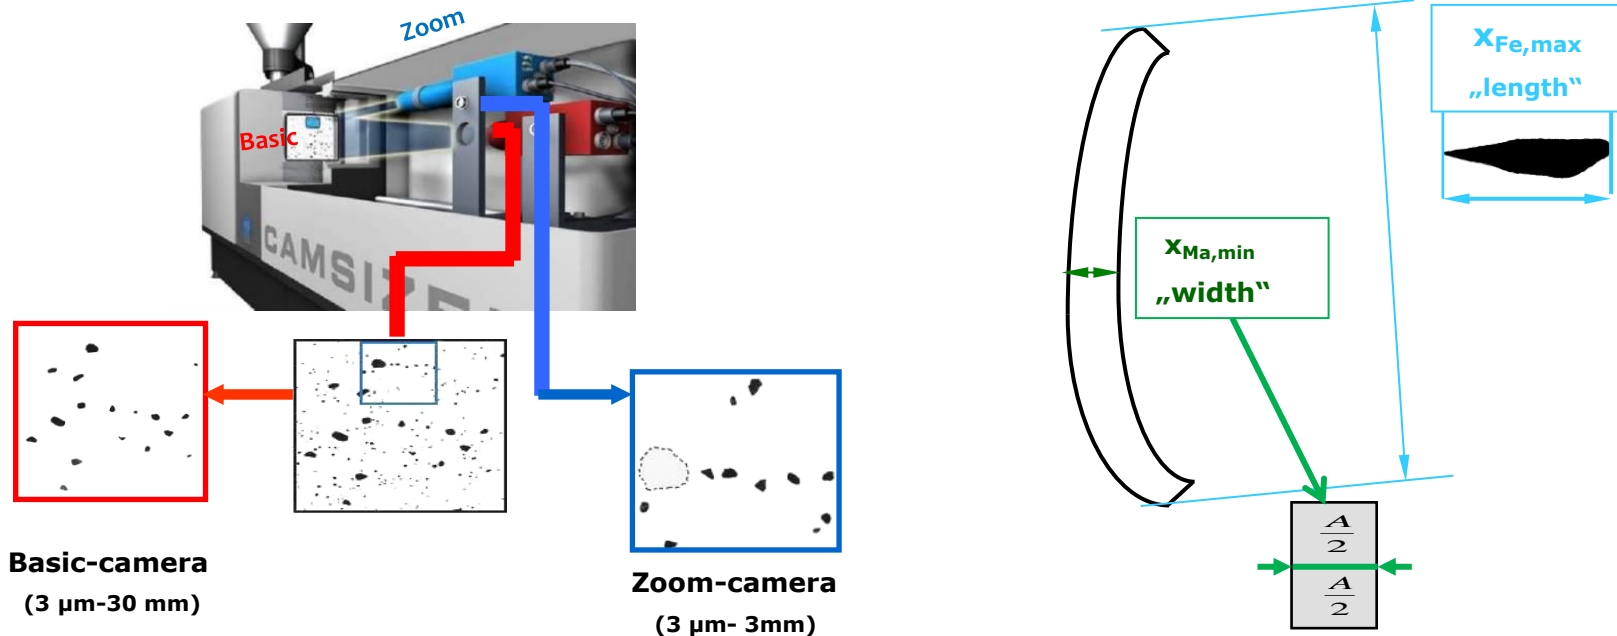 Zoom
Basic
CAMSIZE
Basic-camera
(3 µm-30 mm)
Zoom-camera
(3 µm- 3mm)
xFe,max
„length“
xMa,min
„width“
A
2
A
2